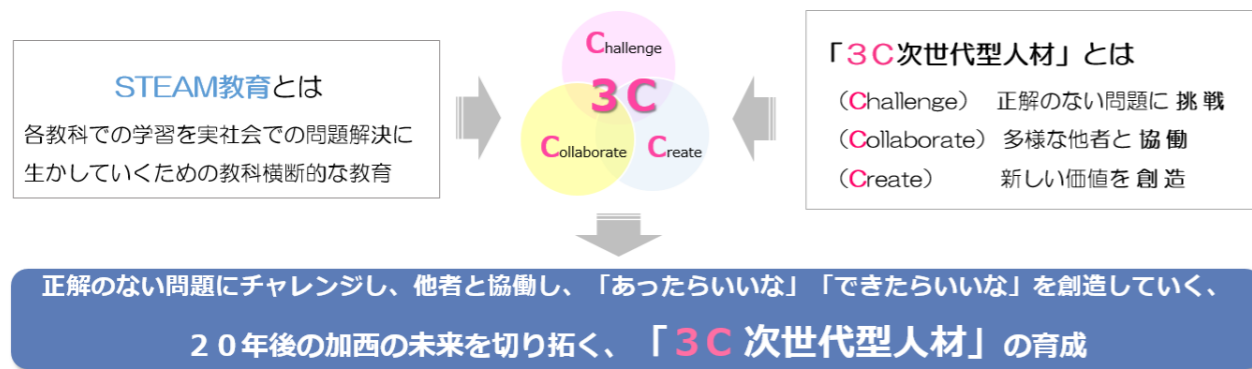 STEAM教育とは
各教科での学習を実社会での問題解決に
生かしていくための教科横断的な教育
Challenge
3C
Collaborate
Create
「3C次世代型人材」とは
(Challenge) 正解のない問題に 挑戦
(Collaborate) 多様な他者と 協働
(Create) 新しい価値を 創造
正解のない問題にチャレンジし、他者と協働し、「あったらいいな」「できたらいいな」を創造していく、
20年後の加西の未来を切り拓く、「3C 次世代型人材」の育成